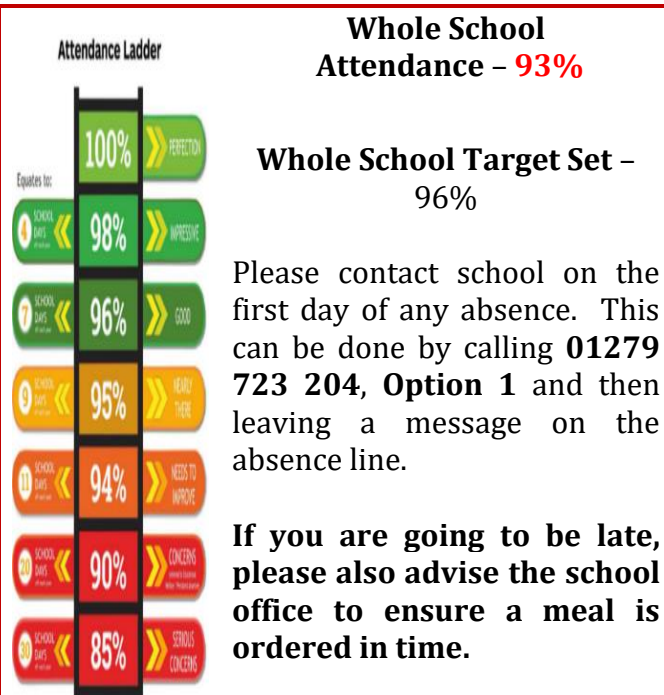 Attendance Ladder
100%
PERFECTION
Equates to:
4 SCHOOL
DAYS
98%
IMPRESSIVE
7 SCHOOL
DAYS
96%
GOOD
9 SCHOOL
DAYS
95%
NEARLY
THERE
11 SCHOOL
DAYS
94%
NEEDS TO
IMPROVE
20 SCHOOL
DAYS
90%
CONCERNS
30 SCHOOL
DAYS
85%
SERIOUS
CONCERNS
Whole School
Attendance – 93%
Whole School Target Set –
96%
Please contact school on the
first day of any absence. This
can be done by calling 01279
723 204, Option 1 and then
leaving a message on the
absence line.
If you are going to be late,
please also advise the school
office to ensure a meal is
ordered in time.